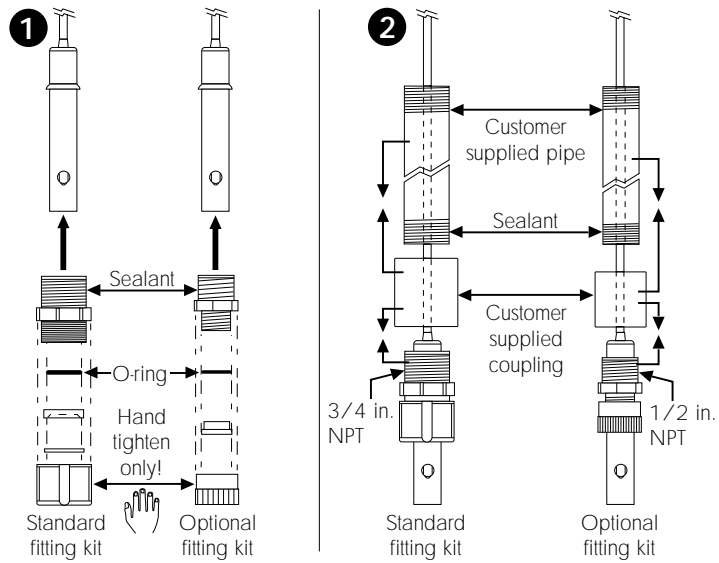 1
Sealant
O-ring
Hand
tighten
only!
Standard
fitting kit
Optional
fitting kit
2
Customer
supplied pipe
Sealant
Customer
supplied
coupling
3/4 in.
NPT
1/2 in.
NPT
Standard
fitting kit
Optional
fitting kit